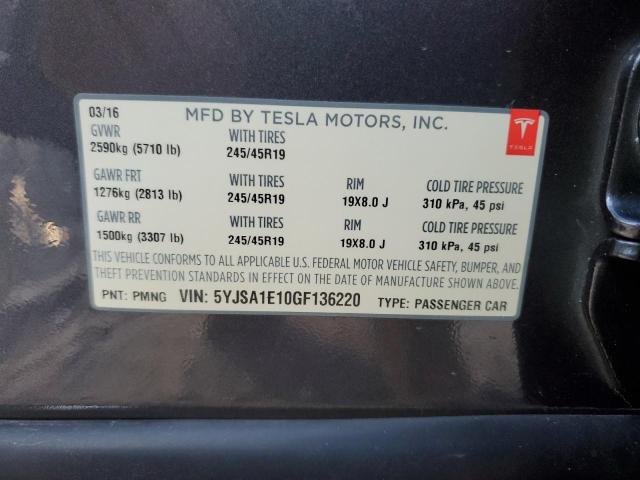 03/16 MFD BY TESLA MOTORS, INC.
TESLA
GVWR WITH TIRES
2590kg (5710 lb) 245/45R19
GAWR FRT WITH TIRES RIM COLD TIRE PRESSURE
1276kg (2813 lb) 245/45R19 19X8.0 J 310 kPa, 45 psi
GAWR RR WITH TIRES RIM COLD TIRE PRESSURE
1500kg (3307 lb) 245/45R19 19X8.0 J 310 kPa, 45 psi
THIS VEHICLE CONFORMS TO ALL APPLICABLE U.S. FEDERAL MOTOR VEHICLE SAFETY, BUMPER, AND
THEFT PREVENTION STANDARDS IN EFFECT ON THE DATE OF MANUFACTURE SHOWN ABOVE.
PNT: PMNG VIN: 5YJSA1E10GF136220 TYPE: PASSENGER CAR